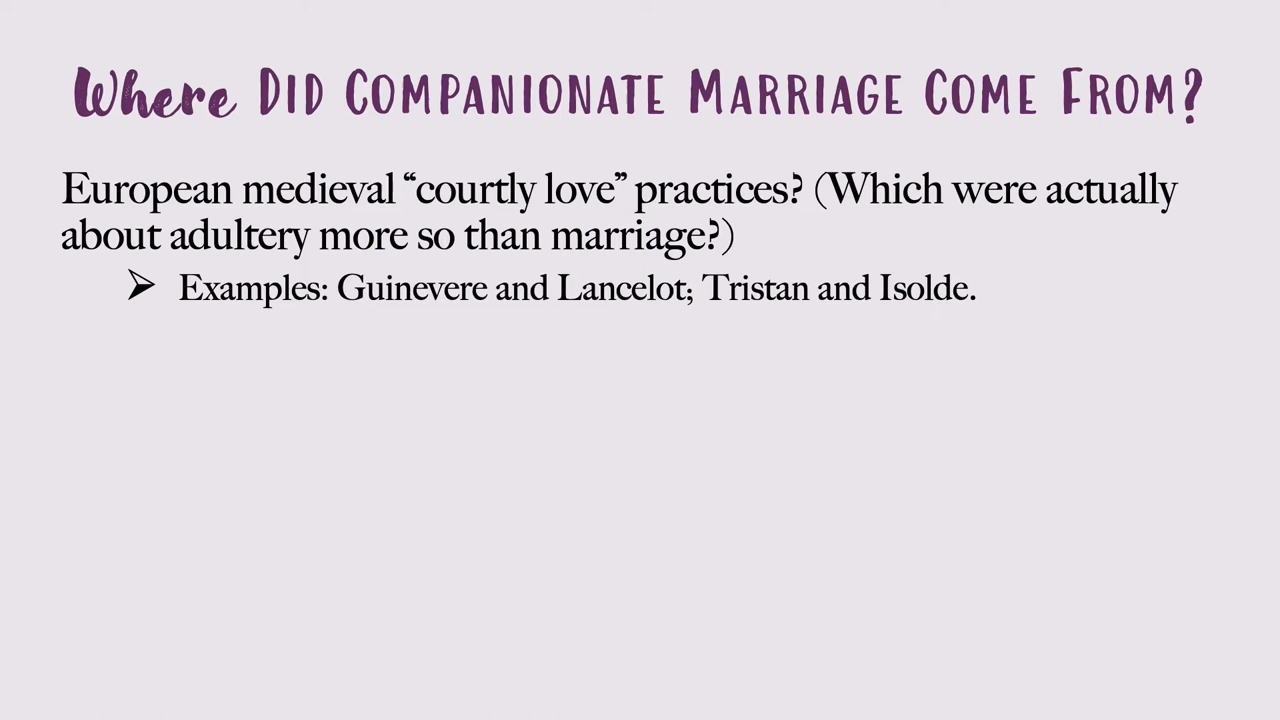 Where Did Companionate Marriage Come From?
European medieval “courtly love” practices? (Which were actually
about adultery more so than marriage?)
➢ Examples: Guinevere and Lancelot; Tristan and Isolde.